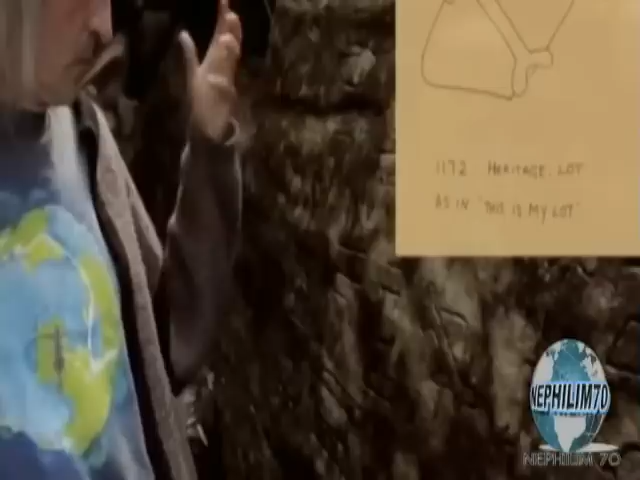 1172 HERITAGE LOT
AS IN "THIS IS MY LOT"
NEPHILIM70
NEPHILIM 70